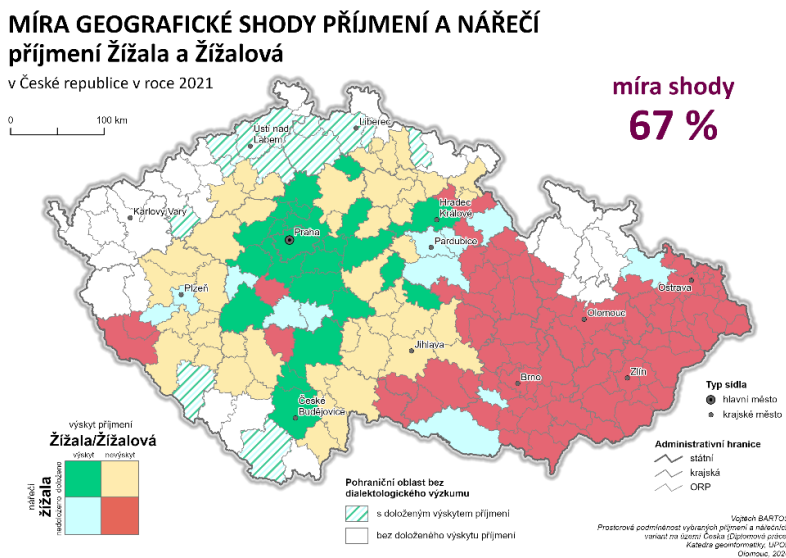 MÍRA GEOGRAFICKÉ SHODY PŘÍJMENÍ A NÁŘEČÍ
příjmení Žížala a Žížalová
v České republice v roce 2021
míra shody
67 %
0 100 km
Liberec
Ústí nad
Labem
Karlovy Vary
Hradec
Králové
Praha
Pardubice
Plzeň
Ostrava
Olomouc
Jihlava
Zlín
Brno
České
Budějovice
Typ sídla
hlavní město
krajské město
výskyt příjmení
Žížala/Žížalová
výskyt nevýskyt
nářečí
žížala
doloženo
nedoloženo
Administrativní hranice
státní
krajská
ORP
Pohraniční oblast bez
dialektologického výzkumu
s doloženým výskytem příjmení
bez doloženého výskytu příjmení
Vojtěch BARTOŠ
Prostorová podmíněnost vybraných příjmení a nářečních
variant na území Česka (Diplomová práce
Katedra geoinformatiky, UPOL
Olomouc, 202